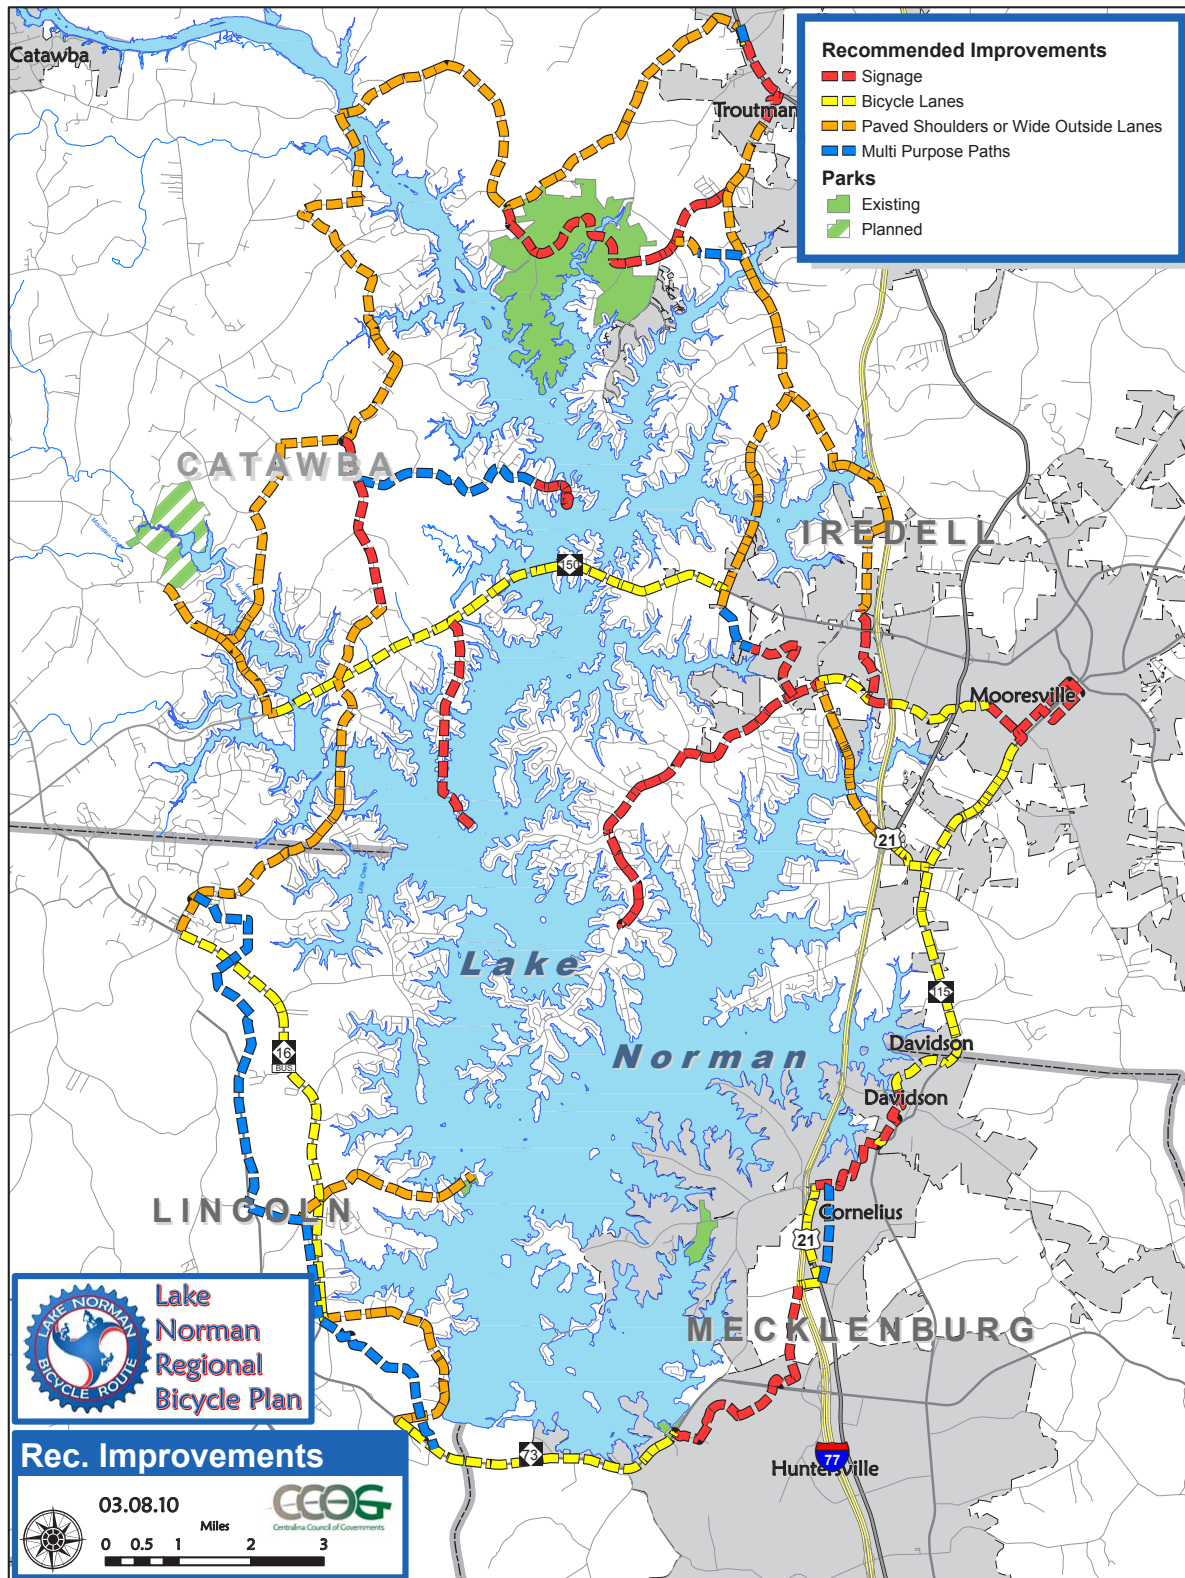 Catawba
Troutman
Recommended Improvements
Signage
Bicycle Lanes
Paved Shoulders or Wide Outside Lanes
Multi Purpose Paths
Parks
Existing
Planned
CATAWBA
IREDELL
150
Mooresville
21
Lake
Norman
115
Davidson
Davidson
16
BUS.
LINCOLN
Cornelius
21
MECKLENBURG
73
77
Huntersville
LAKE NORMAN
BICYCLE ROUTE
Lake
Norman
Regional
Bicycle Plan
Rec. Improvements
03.08.10
CCOG
Centralina Council of Governments
Miles
0 0.5 1 2 3